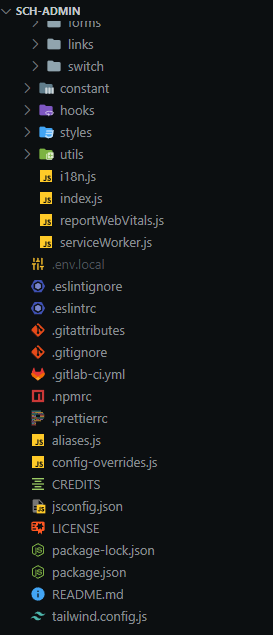 SCH-ADMIN
forms
links
switch
constant
hooks
styles
utils
i18n.js
index.js
reportWebVitals.js
serviceWorker.js
.env.local
.eslintignore
.eslintrc
.gitattributes
.gitignore
.gitlab-ci.yml
.npmrc
.prettierrc
aliases.js
config-overrides.js
CREDITS
jsconfig.json
LICENSE
package-lock.json
package.json
README.md
tailwind.config.js